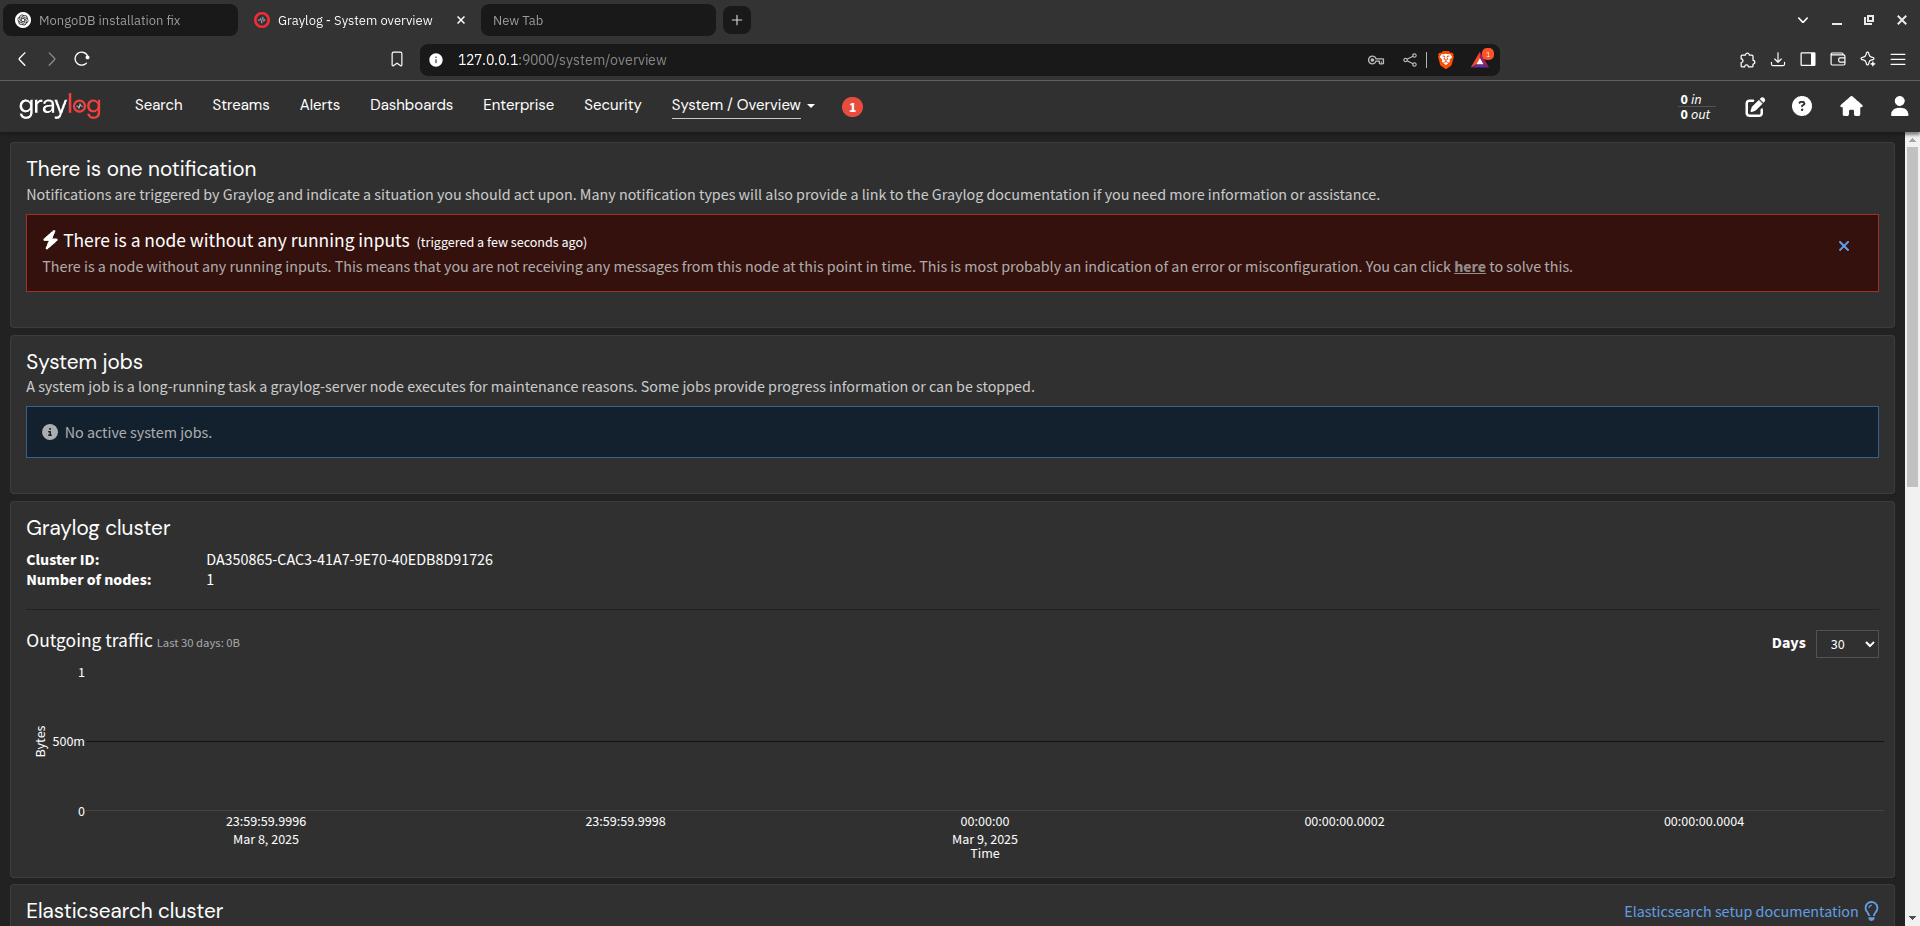 MongoDB installation fix
Graylog - System overview
New Tab
127.0.0.1:9000/system/overview
1
graylog
Search
Streams
Alerts
Dashboards
Enterprise
Security
System / Overview
1
0 in
0 out
There is one notification
Notifications are triggered by Graylog and indicate a situation you should act upon. Many notification types will also provide a link to the Graylog documentation if you need more information or assistance.
There is a node without any running inputs (triggered a few seconds ago)
There is a node without any running inputs. This means that you are not receiving any messages from this node at this point in time. This is most probably an indication of an error or misconfiguration. You can click here to solve this.
System jobs
A system job is a long-running task a graylog-server node executes for maintenance reasons. Some jobs provide progress information or can be stopped.
No active system jobs.
Graylog cluster
Cluster ID: DA350865-CAC3-41A7-9E70-40EDB8D91726
Number of nodes: 1
Outgoing traffic Last 30 days: 0B
Days 30
1
Bytes
500m
0
23:59:59.9996 23:59:59.9998 00:00:00 00:00:00.0002 00:00:00.0004
Mar 8, 2025 Mar 9, 2025
Time
Elasticsearch cluster
Elasticsearch setup documentation